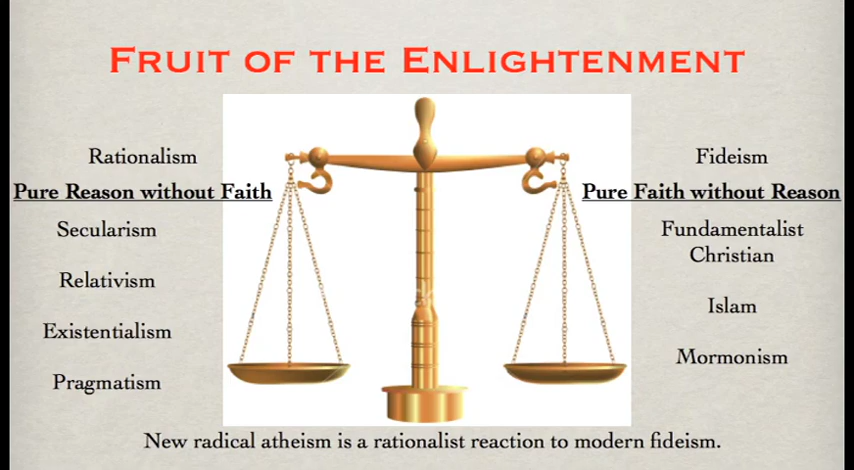 FRUIT OF THE ENLIGHTENMENT
Rationalism
Pure Reason without Faith
Secularism
Relativism
Existentialism
Pragmatism
Fideism
Pure Faith without Reason
Fundamentalist
Christian
Islam
Mormonism
New radical atheism is a rationalist reaction to modern fideism.